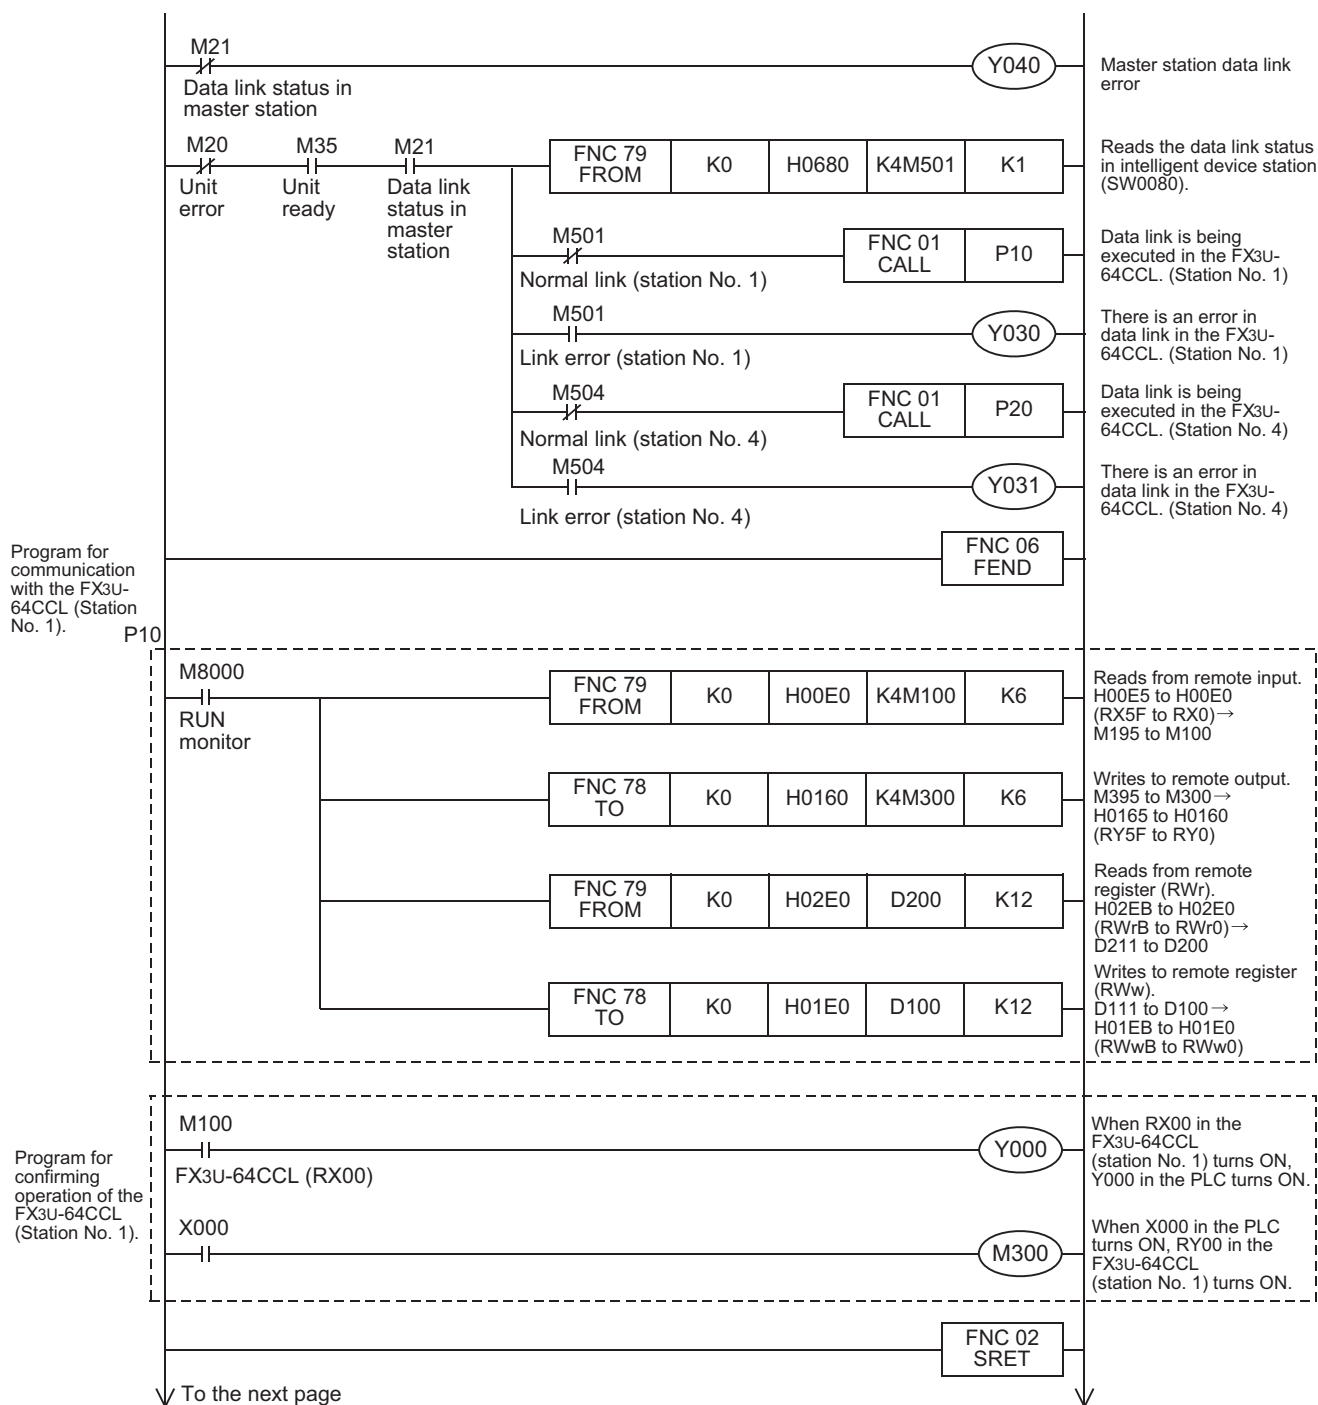 M21
Data link status in
master station
Y040
Master station data link
error
M20
Unit
error
M35
Unit
ready
M21
Data link
status in
master
station
FNC 79
FROM
K0
H0680
K4M501
K1
Reads the data link status
in intelligent device station
(SW0080).
M501
Normal link (station No. 1)
FNC 01
CALL
P10
Data link is being
executed in the FX3U-
64CCL. (Station No. 1)
M501
Link error (station No. 1)
Y030
There is an error in
data link in the FX3U-
64CCL. (Station No. 1)
M504
Normal link (station No. 4)
FNC 01
CALL
P20
Data link is being
executed in the FX3U-
64CCL. (Station No. 4)
M504
Link error (station No. 4)
Y031
There is an error in
data link in the FX3U-
64CCL. (Station No. 4)
FNC 06
FEND
Program for
communication
with the FX3U-
64CCL (Station
No. 1).
P10
M8000
RUN
monitor
FNC 79
FROM
K0
H00E0
K4M100
K6
Reads from remote input.
H00E5 to H00E0
(RX5F to RX0)→
M195 to M100
FNC 78
TO
K0
H0160
K4M300
K6
Writes to remote output.
M395 to M300→
H0165 to H0160
(RY5F to RY0)
FNC 79
FROM
K0
H02E0
D200
K12
Reads from remote
register (RWr).
H02EB to H02E0
(RWrB to RWr0)→
D211 to D200
FNC 78
TO
K0
H01E0
D100
K12
Writes to remote register
(RWw).
D111 to D100→
H01EB to H01E0
(RWwB to RWw0)
Program for
confirming
operation of the
FX3U-64CCL
(Station No. 1).
M100
FX3U-64CCL (RX00)
Y000
When RX00 in the
FX3U-64CCL
(station No. 1) turns ON,
Y000 in the PLC turns ON.
X000
M300
When X000 in the PLC
turns ON, RY00 in the
FX3U-64CCL
(station No. 1) turns ON.
FNC 02
SRET
To the next page